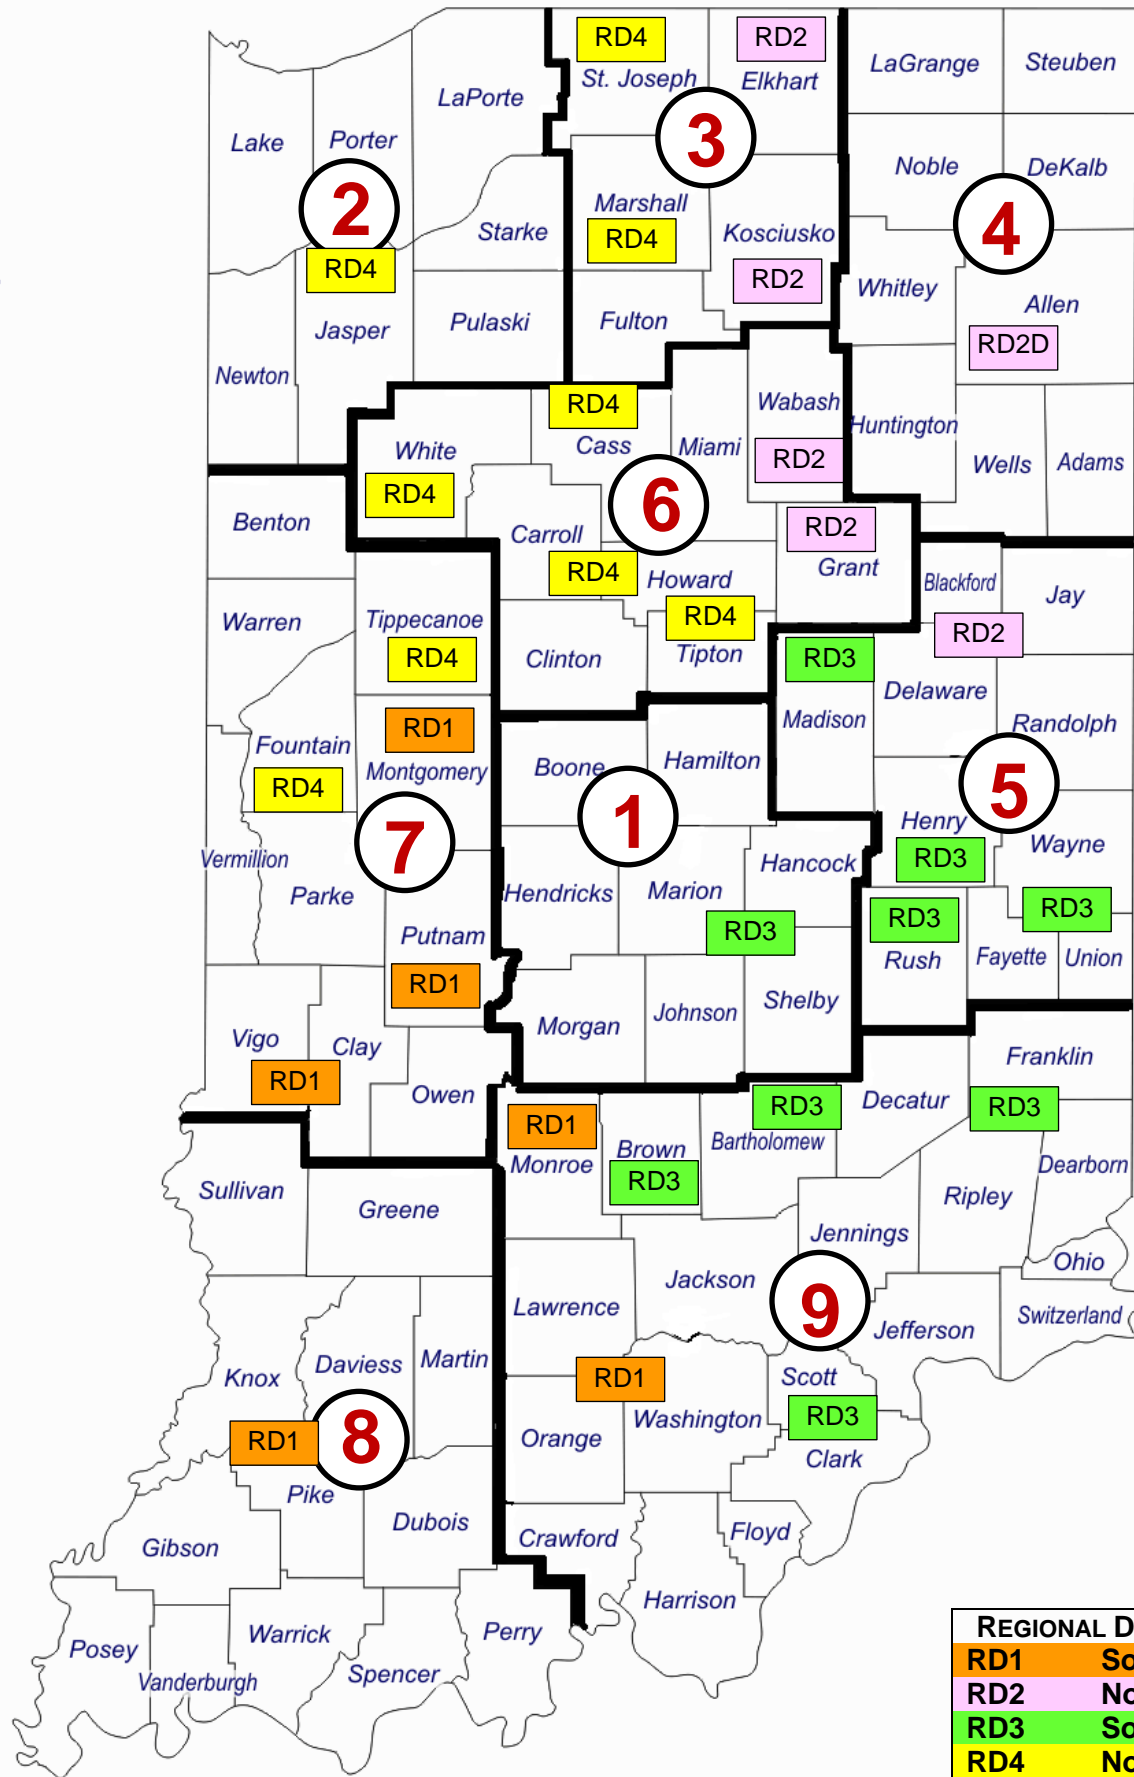 RD4
RD2
LaGrange
Steuben
St. Joseph
Elkhart
LaPorte
Lake
Porter
3
Noble
DeKalb
2
Marshall
4
Starke
RD4
Kosciusko
RD4
RD2
Whitley
Allen
Jasper
Pulaski
Fulton
RD2D
Newton
RD4
Wabash
White
Cass
Miami
Huntington
RD4
RD2
Wells
Adams
6
Benton
Carroll
RD2
RD4
Howard
Grant
Blackford
Jay
Warren
Tippecanoe
RD4
RD2
RD4
Clinton
Tipton
RD3
Delaware
RD1
Madison
Randolph
Fountain
Montgomery
Boone
Hamilton
RD4
5
1
Henry
7
Wayne
Vermillion
Hendricks
Marion
Hancock
RD3
Parke
RD3
RD3
Putnam
RD3
Rush
Fayette
Union
RD1
Morgan
Johnson
Shelby
Vigo
Clay
Franklin
RD1
Owen
RD3
Decatur
RD3
RD1
Brown
Bartholomew
Monroe
Dearborn
RD3
Sullivan
Greene
Ripley
Jennings
Ohio
Jackson
Lawrence
9
Switzerland
Jefferson
Daviess
Martin
Knox
RD1
Scott
Washington
RD3
RD1
8
Orange
Clark
Pike
Dubois
Crawford
Floyd
Gibson
Harrison
Posey
Warrick
Perry
Vanderburgh
Spencer
REGIONAL D
RD1 So
RD2 No
RD3 So
RD4 No